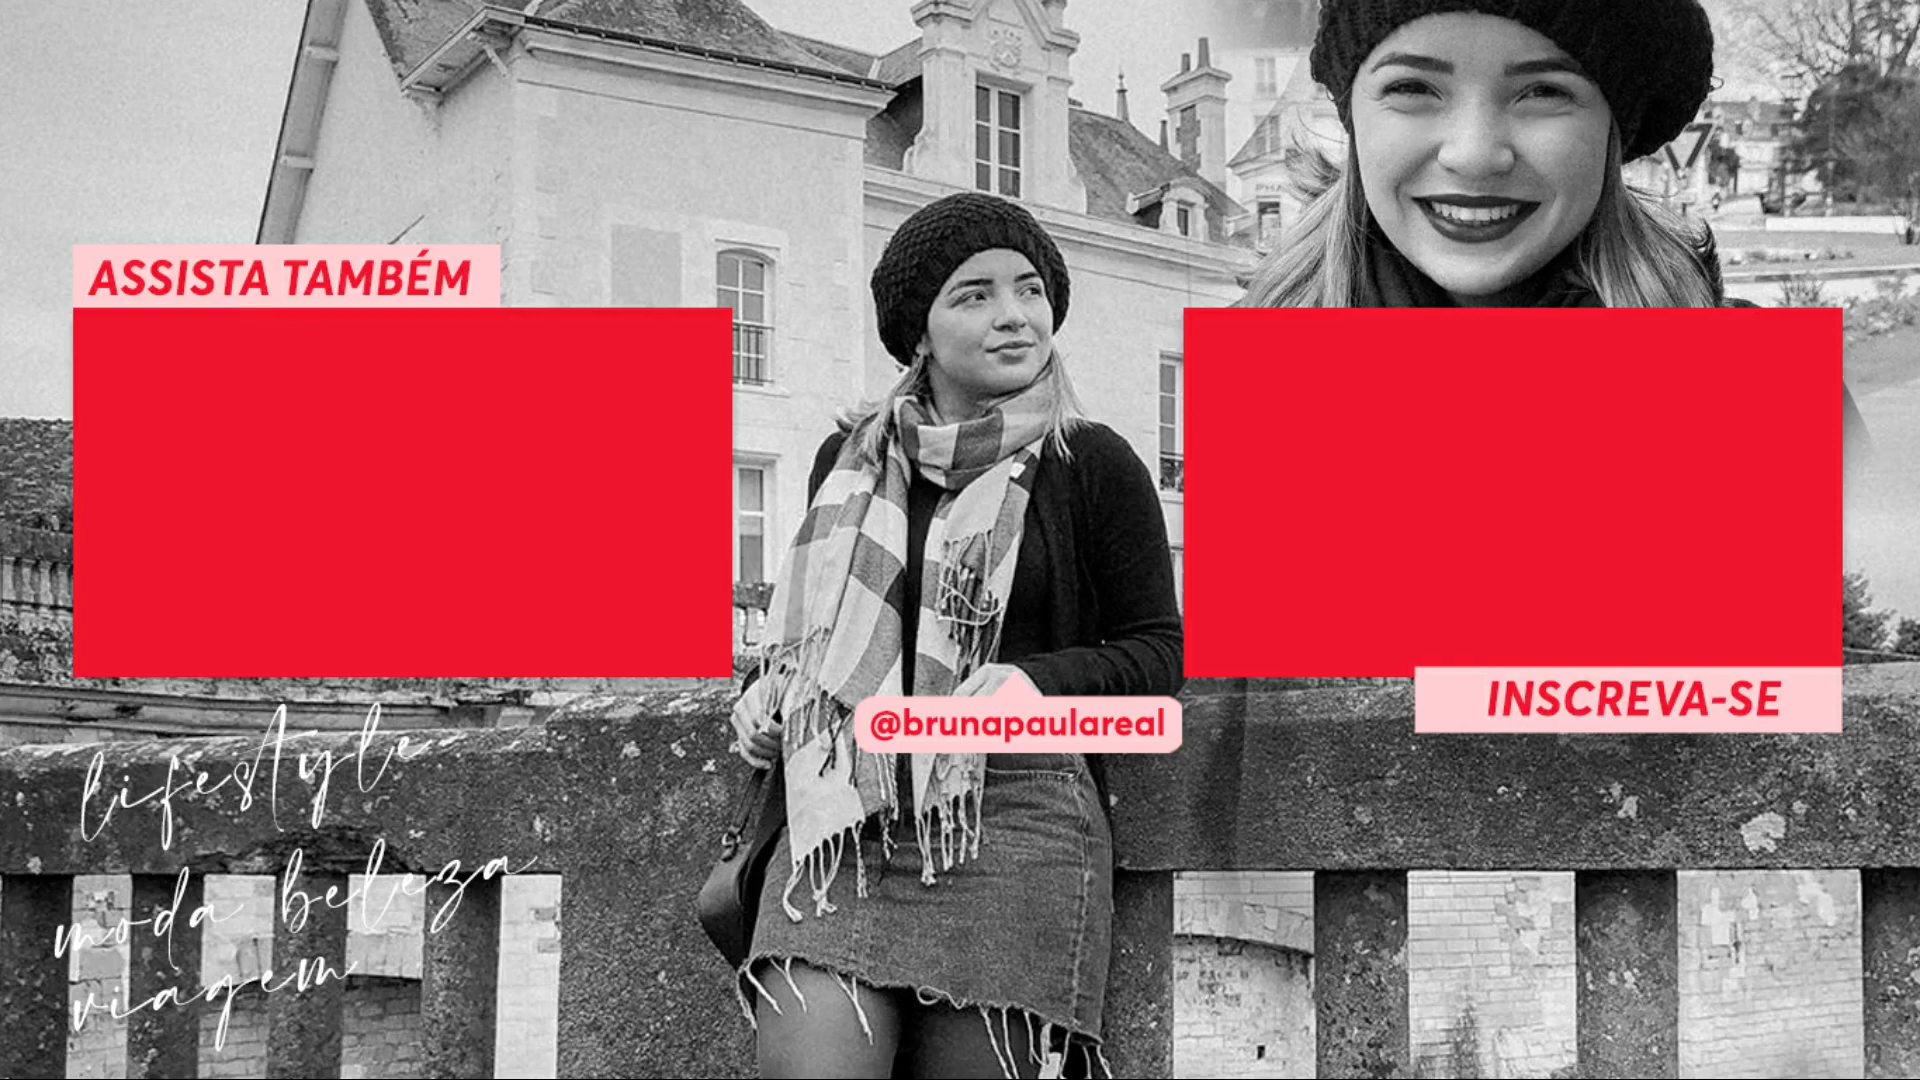 ASSISTA TAMBÉM
INSCREVA-SE
@brunapaulareal
lifestyle
moda beleza
viagem